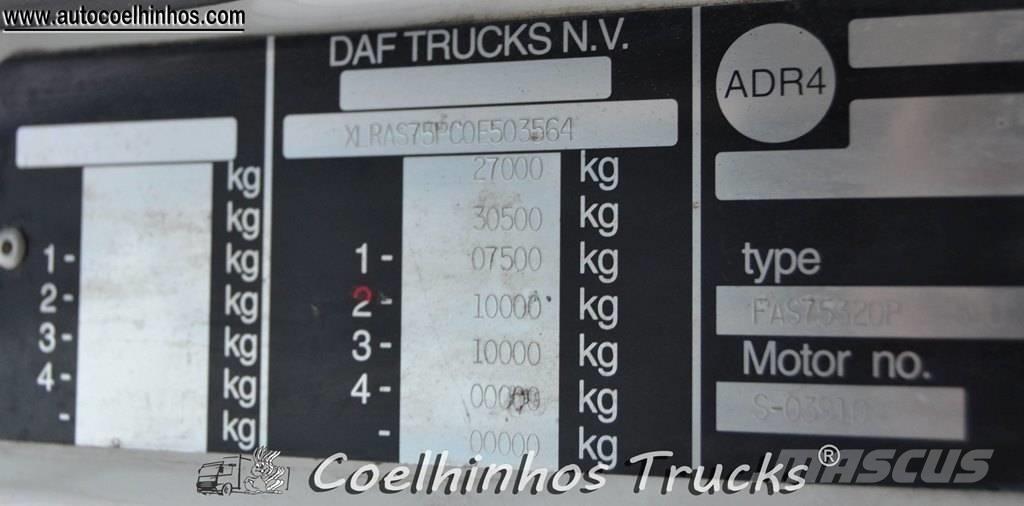 www.autocoelhinhos.com
DAF TRUCKS N.V.
XLRAS75PC0E503564
kg
kg
1- kg
2- kg
3- kg
4- kg
- kg
27000 kg
30500 kg
1- 07500 kg
2- 10000 kg
3- 10000 kg
4- 00000 kg
- 00000 kg
ADR4
type
FAS75320P
Motor no.
Coelhinhos Trucks®
MASCUS